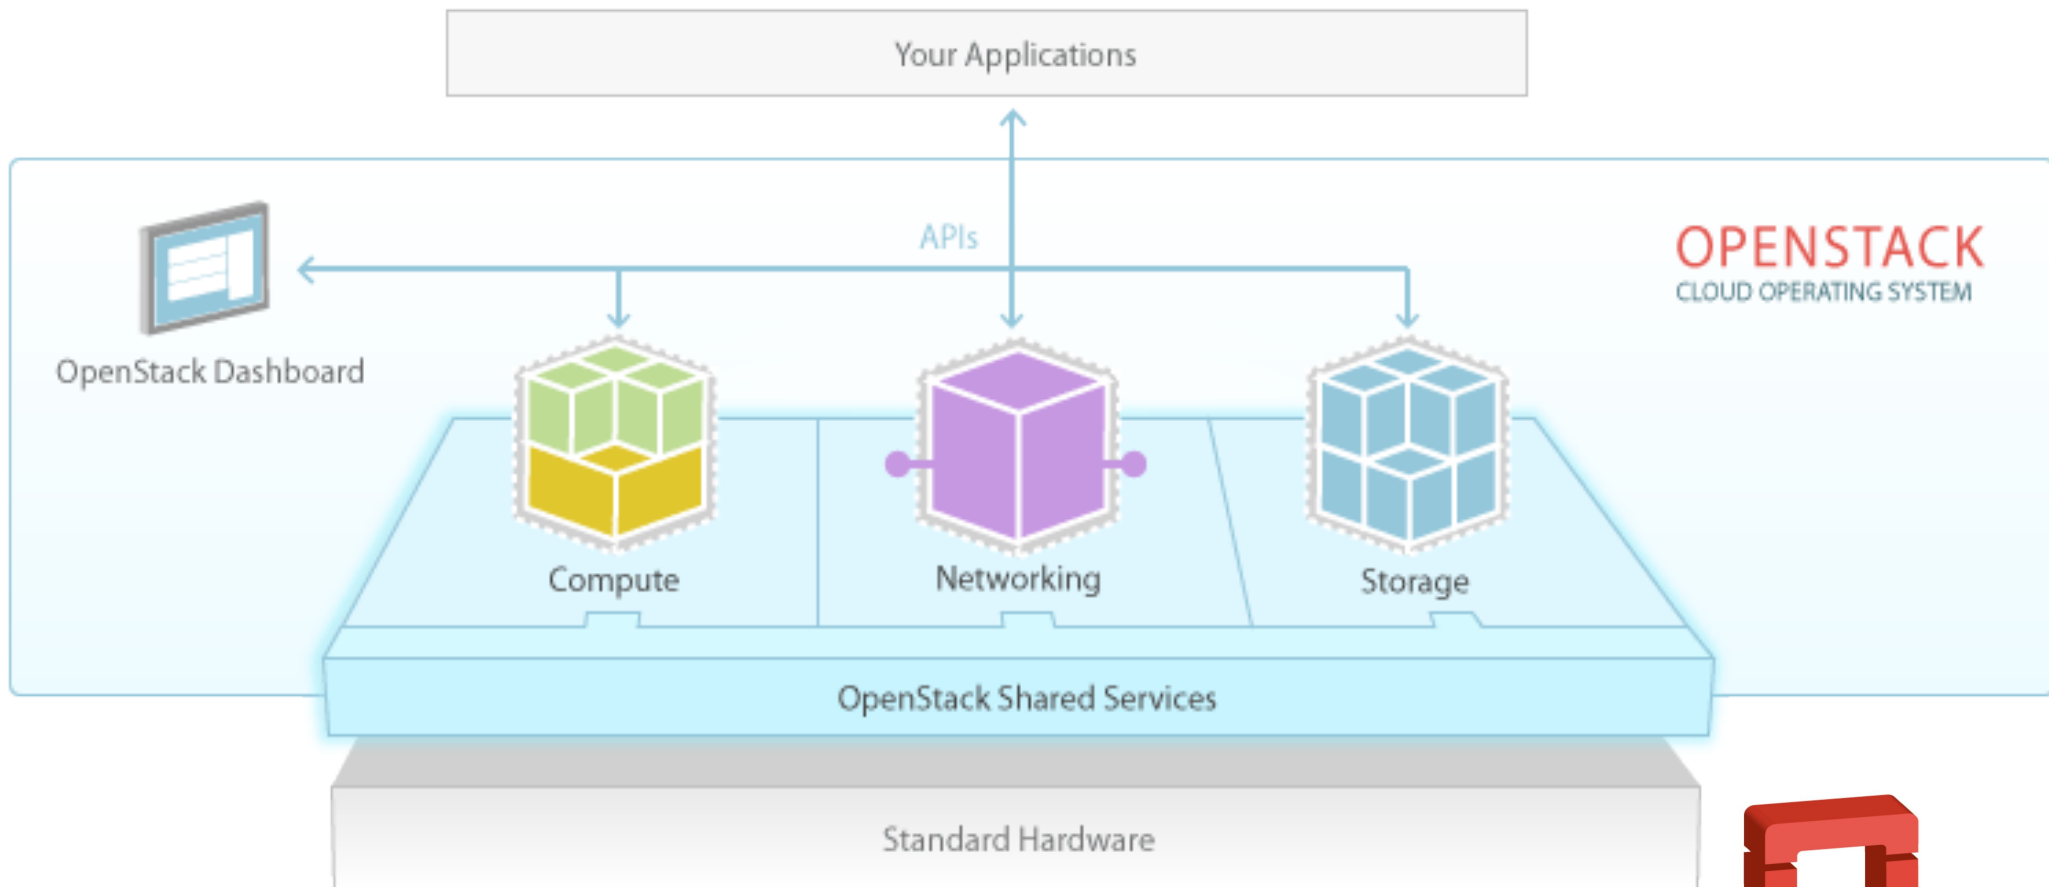 Your Applications
APIs
OPENSTACK
CLOUD OPERATING SYSTEM
OpenStack Dashboard
Compute
Networking
Storage
OpenStack Shared Services
Standard Hardware